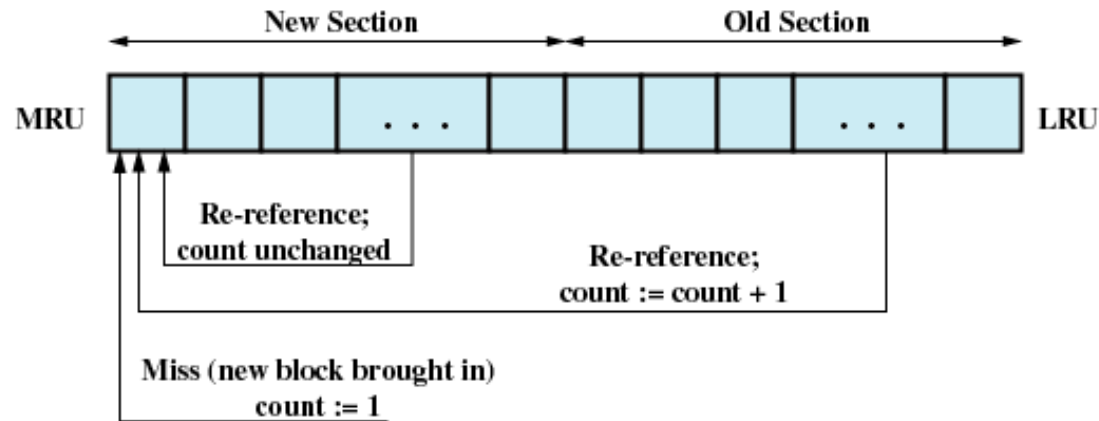 New Section
Old Section
MRU
. . .
. . .
LRU
Re-reference;
count unchanged
Re-reference;
count := count + 1
Miss (new block brought in)
count := 1